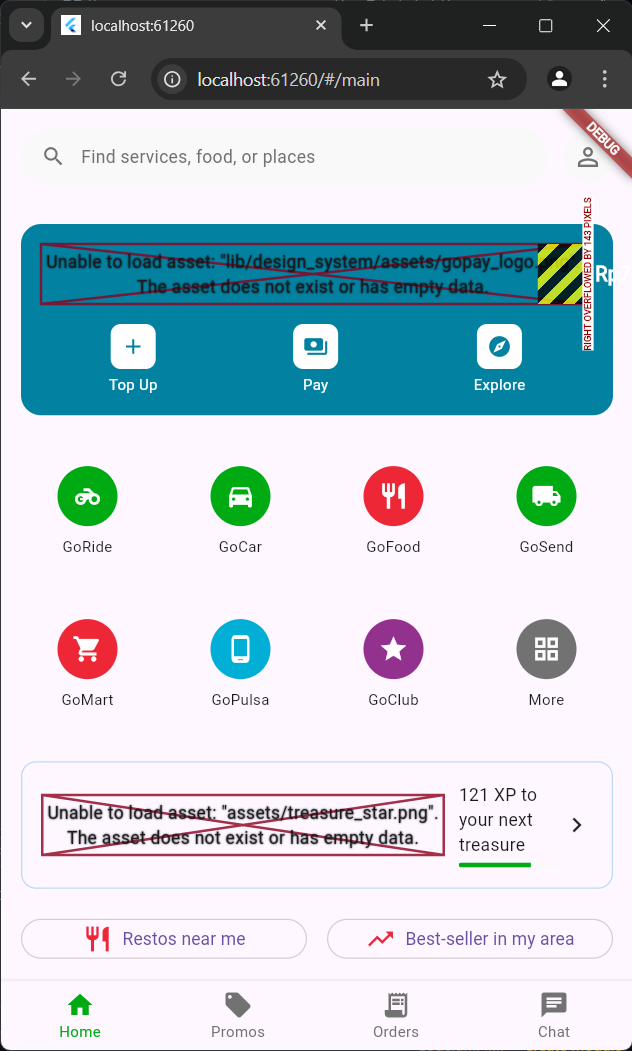 localhost:61260
localhost:61260/#/main
DEBUG
Find services, food, or places
RIGHT OVERFLOWED BY 143 PIXELS
Unable to load asset: "lib/design_system/assets/gopay_logo.
The asset does not exist or has empty data.
Rp
Top Up
Pay
Explore
GoRide
GoCar
GoFood
GoSend
GoMart
GoPulsa
GoClub
More
Unable to load asset: "assets/treasure_star.png".
The asset does not exist or has empty data.
121 XP to
your next
treasure
Restos near me
Best-seller in my area
Home
Promos
Orders
Chat